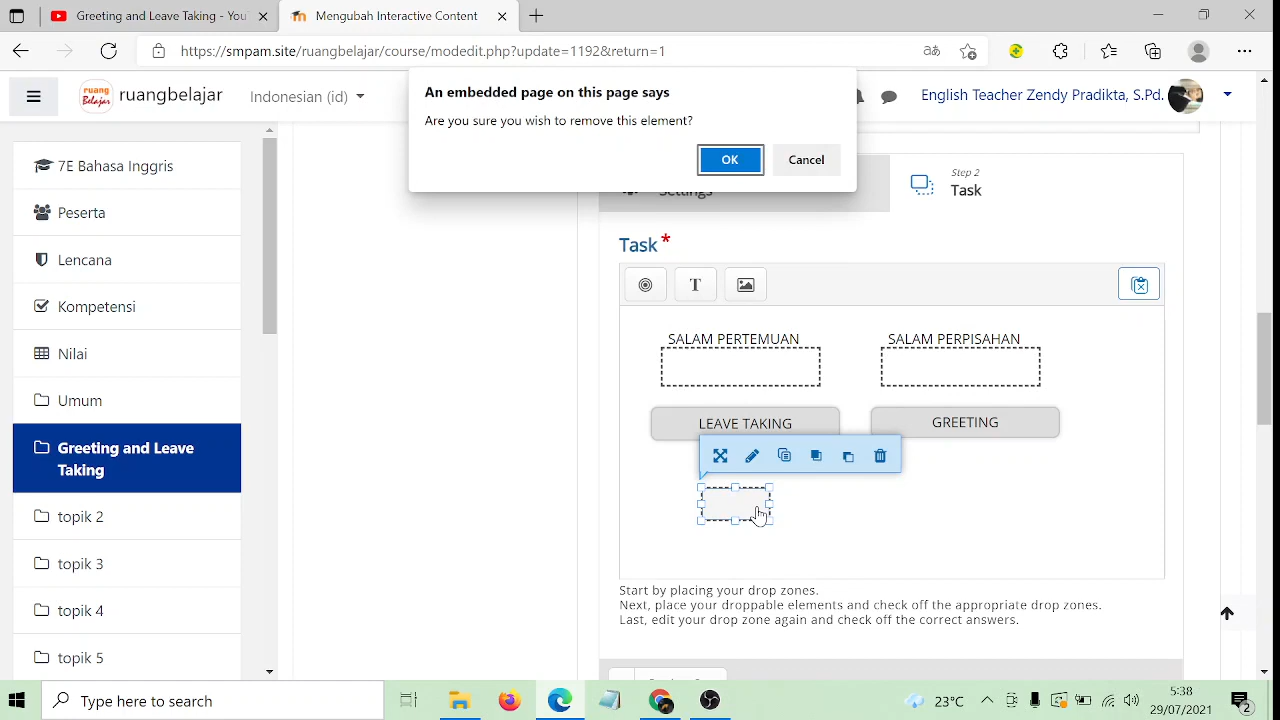 Greeting and Leave Taking - You
Mengubah Interactive Content
https://smpam.site/ruangbelajar/course/modedit.php?update=1192&return=1
ruang Belajar
ruangbelajar
Indonesian (id)
English Teacher Zendy Pradikta, S.Pd.
An embedded page on this page says
Are you sure you wish to remove this element?
OK
Cancel
7E Bahasa Inggris
Peserta
Lencana
Kompetensi
Nilai
Umum
Greeting and Leave
Taking
topik 2
topik 3
topik 4
topik 5
Settings
Step 2
Task
Task *
T
SALAM PERTEMUAN
SALAM PERPISAHAN
LEAVE TAKING
GREETING
Start by placing your drop zones.
Next, place your droppable elements and check off the appropriate drop zones.
Last, edit your drop zone again and check off the correct answers.
Type here to search
23°C
5:38
29/07/2021
2